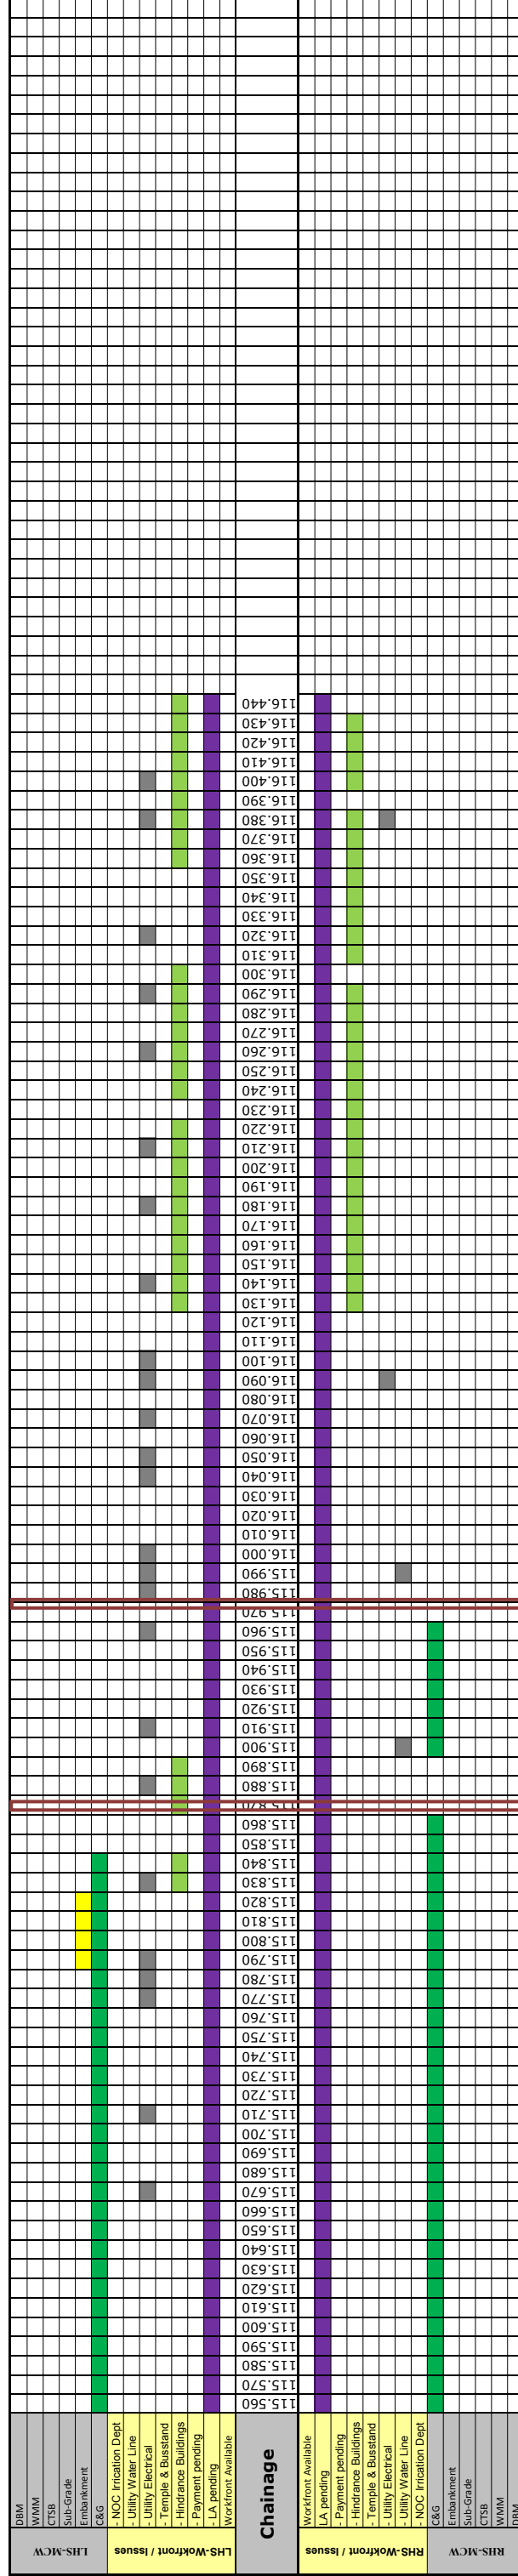 LHS-MCW
DBM
WMM
CTSB
Sub-Grade
Embankment
C&G
LHS-Wokfront / Issues
- NOC Irrication Dept
- Utility Water Line
- Utility Electrical
- Temple & Busstand
- Hindrance Buildings
- Payment pending
- LA pending
Workfront Available
Chainage
115.560
115.570
115.580
115.590
115.600
115.610
115.620
115.630
115.640
115.650
115.660
115.670
115.680
115.690
115.700
115.710
115.720
115.730
115.740
115.750
115.760
115.770
115.780
115.790
115.800
115.810
115.820
115.830
115.840
115.850
115.860
115.870
115.880
115.890
115.900
115.910
115.920
115.930
115.940
115.950
115.960
115.970
115.980
115.990
116.000
116.010
116.020
116.030
116.040
116.050
116.060
116.070
116.080
116.090
116.100
116.110
116.120
116.130
116.140
116.150
116.160
116.170
116.180
116.190
116.200
116.210
116.220
116.230
116.240
116.250
116.260
116.270
116.280
116.290
116.300
116.310
116.320
116.330
116.340
116.350
116.360
116.370
116.380
116.390
116.400
116.410
116.420
116.430
116.440
RHS-Wokfront / Issues
Workfront Available
LA pending
- Payment pending
- Hindrance Buildings
- Temple & Busstand
- Utility Electrical
- Utility Water Line
NOC Irrication Dept
RHS-MCW
C&G
Embankment
Sub-Grade
CTSB
WMM
DBM